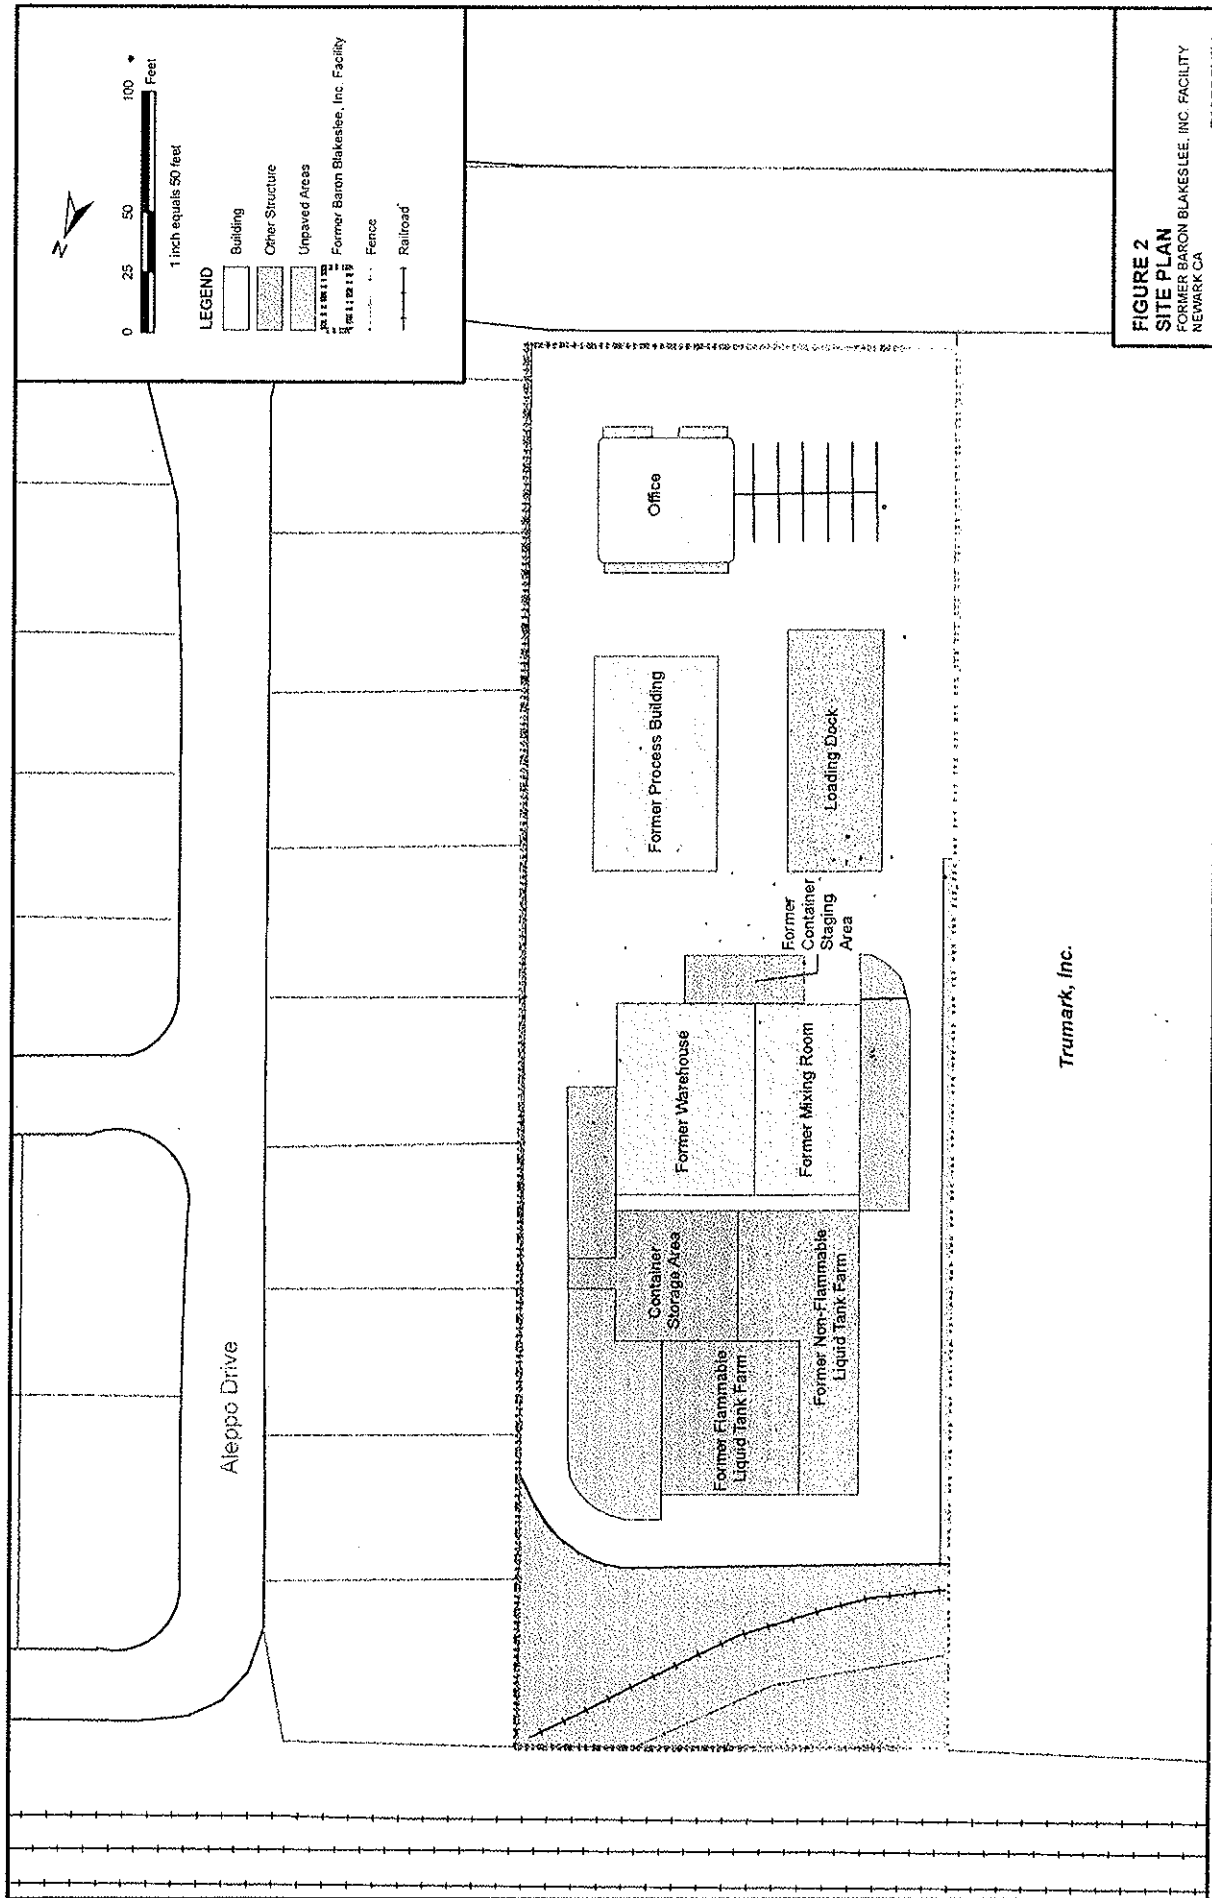 N
0 25 50 100
Feet
1 inch equals 50 feet
LEGEND
Building
Other Structure
Unpaved Areas
Former Baron Blakeslee, Inc. Facility
Fence
Railroad
Aleppo Drive
Office
Former Process Building
Loading Dock
Former
Container
Staging
Area
Former Warehouse
Former Mixing Room
Container
Storage Area
Former Flammable
Liquid Tank Farm
Former Non-Flammable
Liquid Tank Farm
Trumark, Inc.
FIGURE 2
SITE PLAN
FORMER BARON BLAKESLEE, INC. FACILITY
NEWARK CA